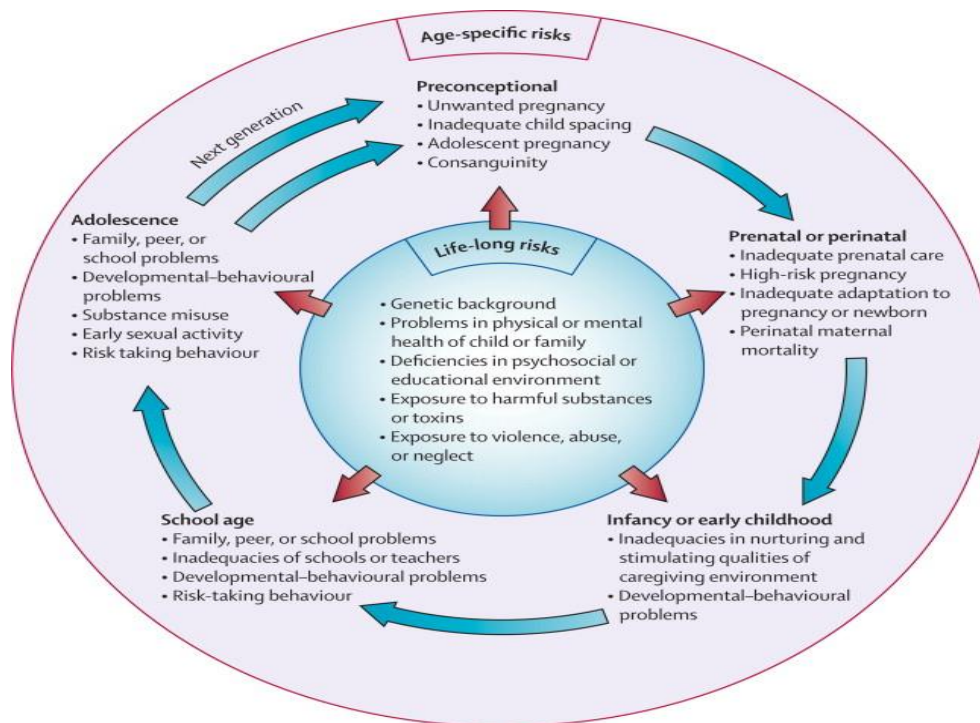 Age-specific risks
Preconceptional
• Unwanted pregnancy
• Inadequate child spacing
• Adolescent pregnancy
• Consanguinity
Next generation
Adolescence
• Family, peer, or
school problems
• Developmental–behavioural
problems
• Substance misuse
• Early sexual activity
• Risk taking behaviour
Life-long risks
• Genetic background
• Problems in physical or mental
health of child or family
• Deficiencies in psychosocial or
educational environment
• Exposure to harmful substances
or toxins
• Exposure to violence, abuse,
or neglect
Prenatal or perinatal
• Inadequate prenatal care
• High-risk pregnancy
• Inadequate adaptation to
pregnancy or newborn
• Perinatal maternal
mortality
School age
• Family, peer, or school problems
• Inadequacies of schools or teachers
• Developmental–behavioural problems
• Risk-taking behaviour
Infancy or early childhood
• Inadequacies in nurturing and
stimulating qualities of
caregiving environment
• Developmental–behavioural
problems